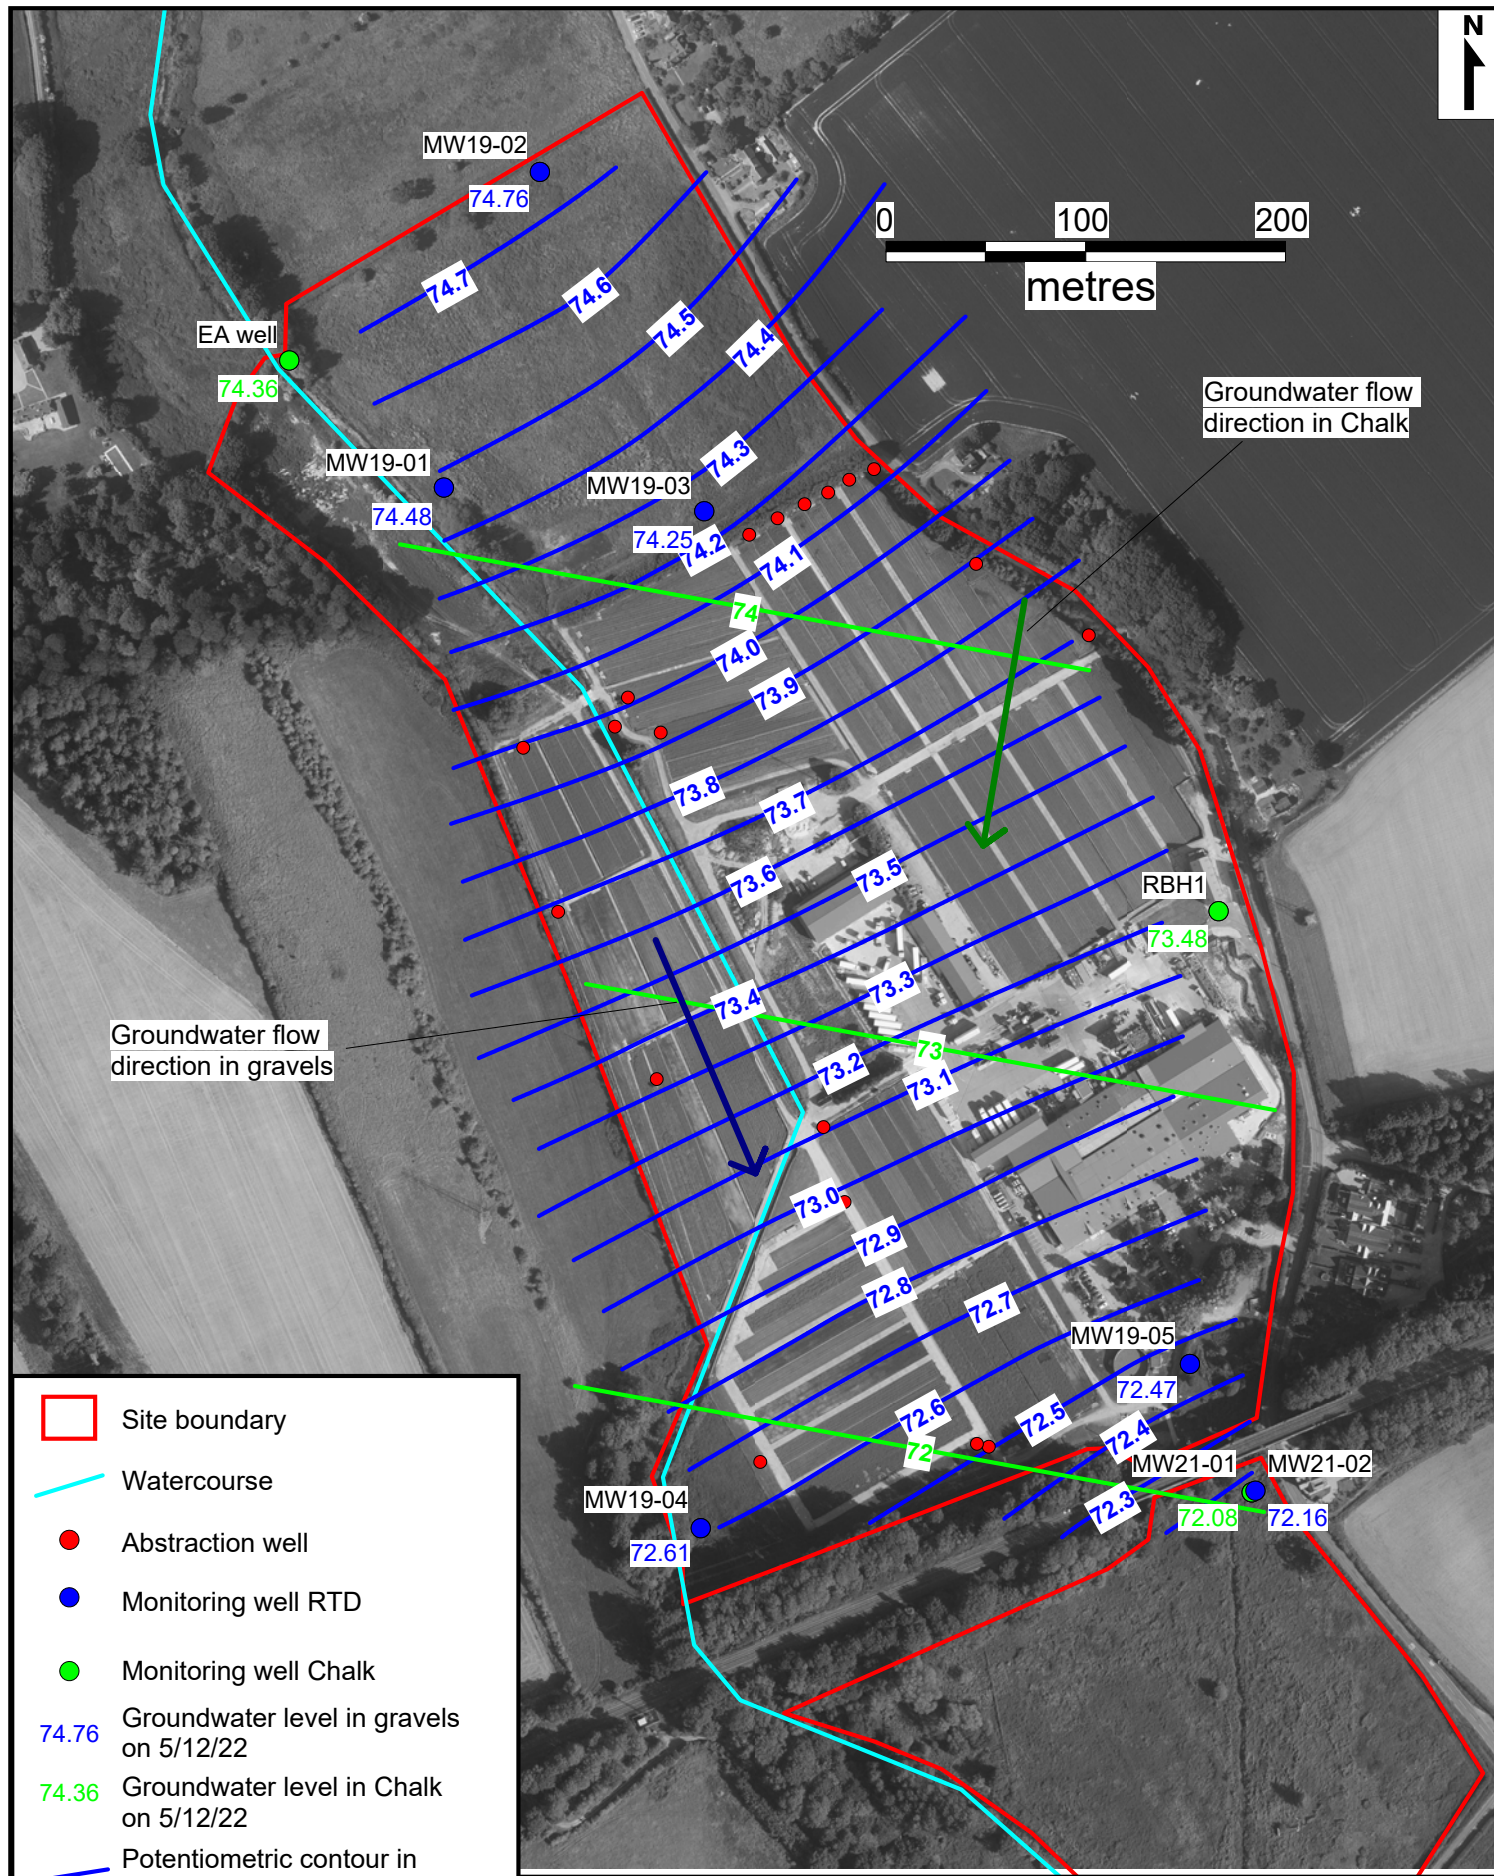 N
MW19-02
74.76
0 100 200
metres
74.7
74.6
74.5
74.4
EA well
74.36
Groundwater flow
direction in Chalk
MW19-01
74.48
MW19-03
74.25
74.3
74.2
74.1
74
74.0
73.9
73.8
73.7
73.6
73.5
RBH1
73.48
73.4
73.3
Groundwater flow
direction in gravels
73
73.2
73.1
73.0
72.9
72.8
72.7
MW19-05
72.47
72.6
72.5
72.4
72
MW21-01
MW21-02
72.3
72.08
72.16
MW19-04
72.61
Site boundary
Watercourse
Abstraction well
Monitoring well RTD
Monitoring well Chalk
74.76 Groundwater level in gravels
on 5/12/22
74.36 Groundwater level in Chalk
on 5/12/22
Potentiometric contour in